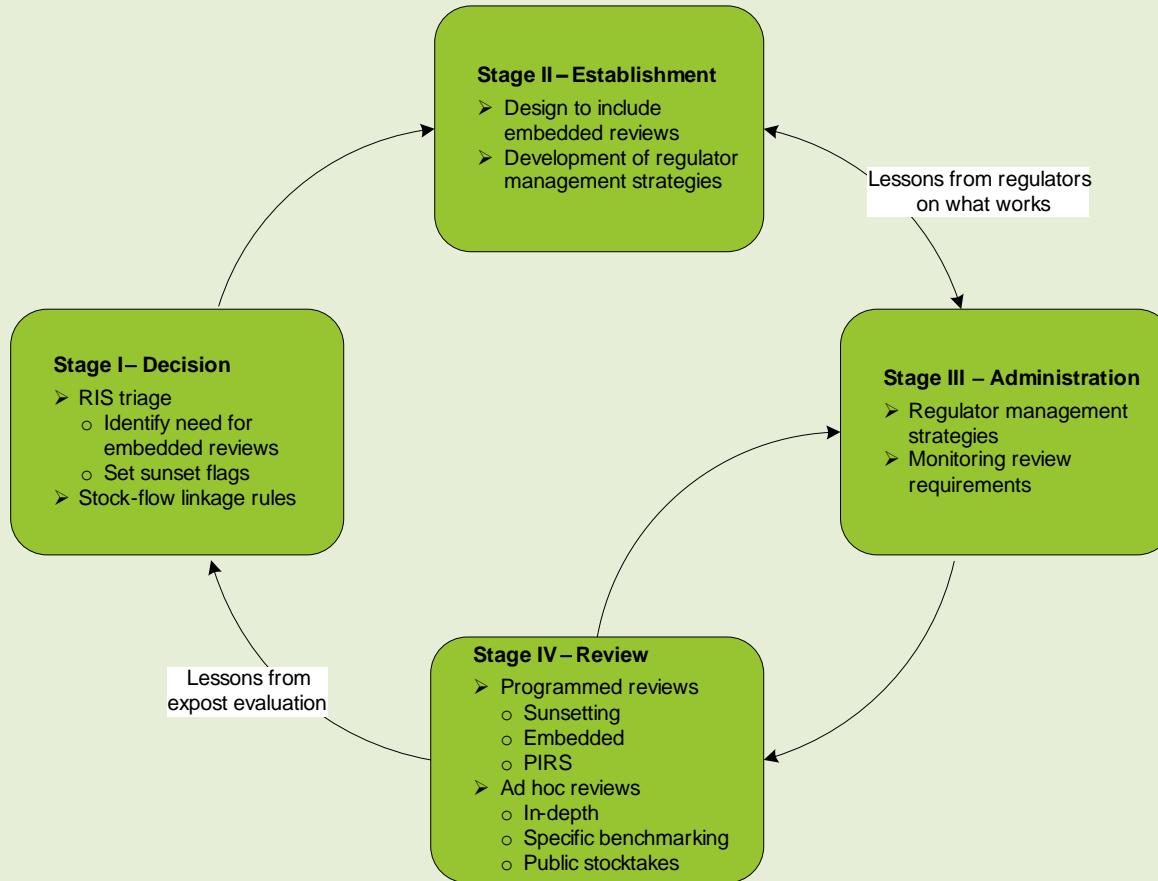 Stage II – Establishment
➢ Design to include
embedded reviews
➢ Development of regulator
management strategies
Lessons from regulators
on what works
Stage I – Decision
➢ RIS triage
o Identify need for
embedded reviews
o Set sunset flags
➢ Stock-flow linkage rules
Stage III – Administration
➢ Regulator management
strategies
➢ Monitoring review
requirements
Lessons from
expost evaluation
Stage IV – Review
➢ Programmed reviews
o Sunsetting
o Embedded
o PIRS
➢ Ad hoc reviews
o In-depth
o Specific benchmarking
o Public stocktakes